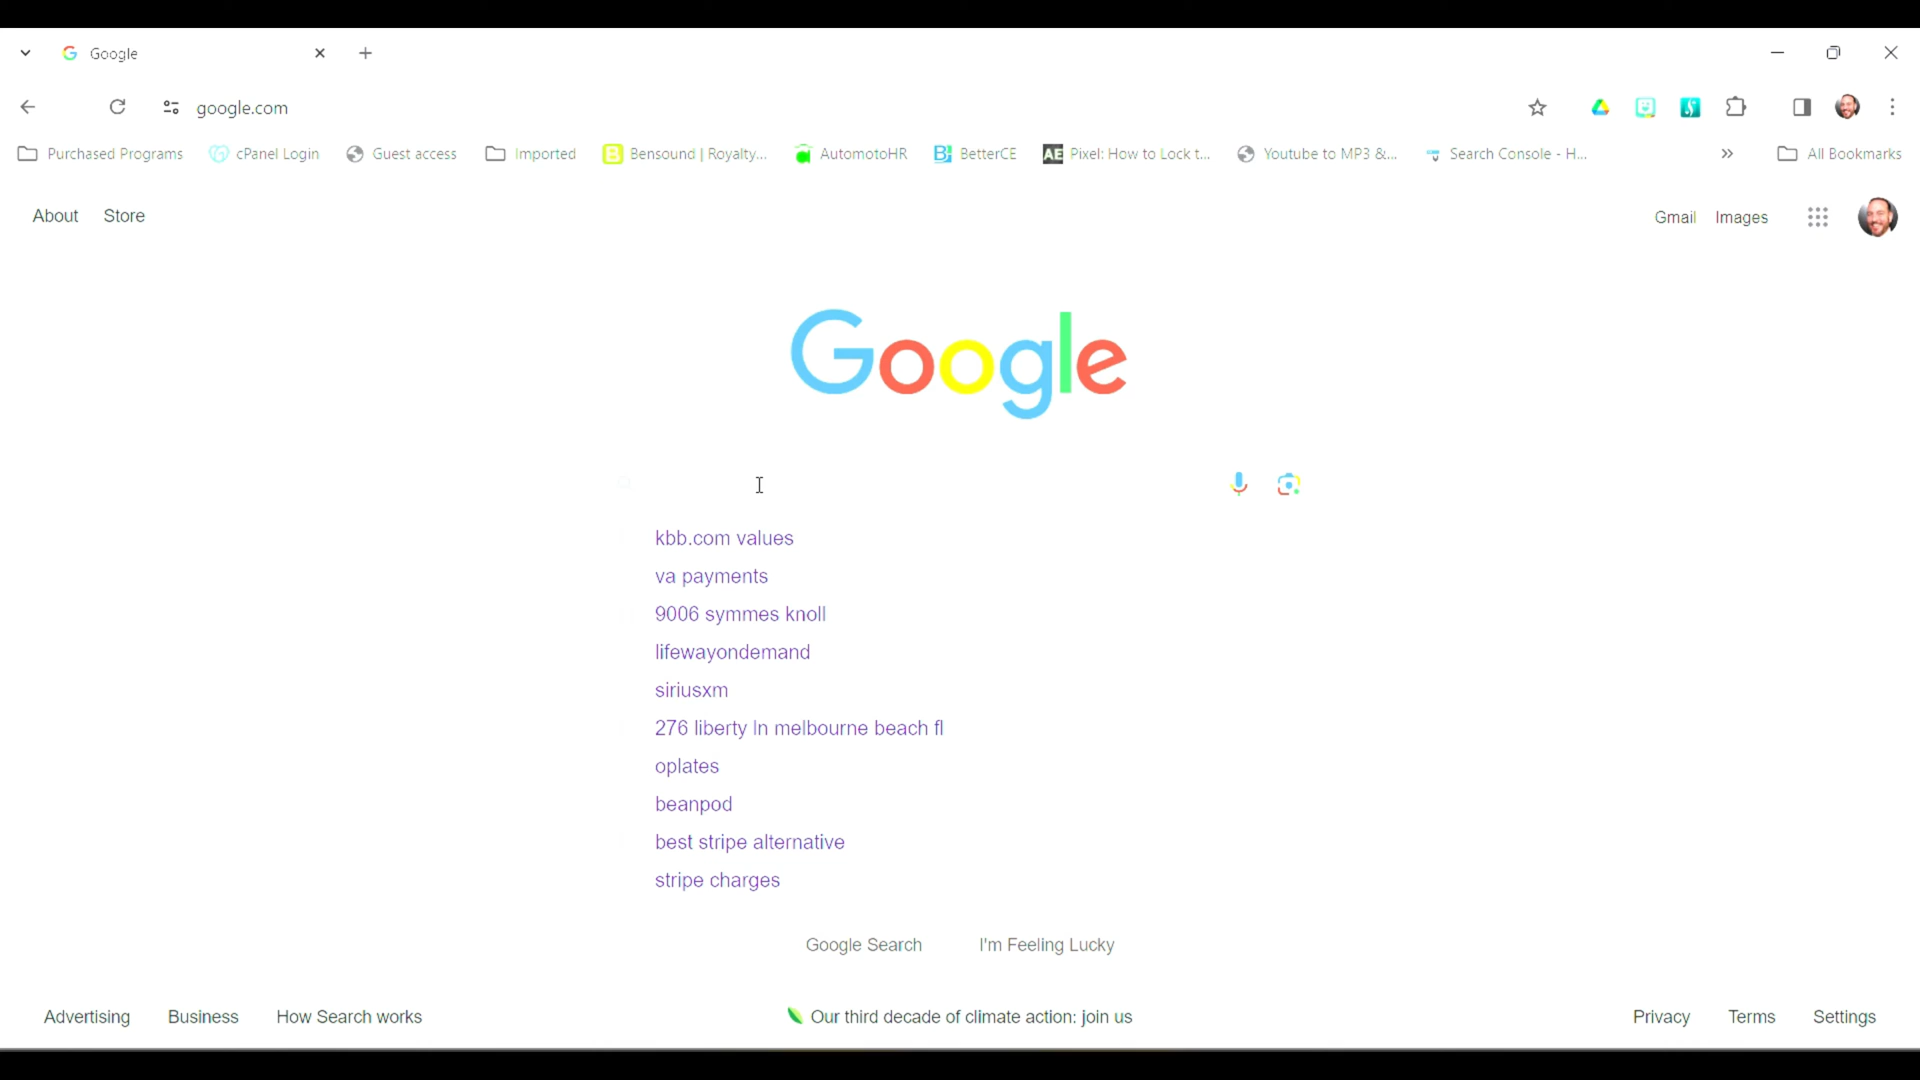 Google
google.com
Purchased Programs cPanel Login Guest access Imported Bensound | Royalty... AutomotoHR BetterCE AE Pixel: How to Lock t... Youtube to MP3 &... Search Console - H... » All Bookmarks
About Store Gmail Images
Google
kbb.com values
va payments
9006 symmes knoll
lifewayondemand
siriusxm
276 liberty ln melbourne beach fl
oplates
beanpod
best stripe alternative
stripe charges
Google Search I'm Feeling Lucky
Advertising Business How Search works Our third decade of climate action: join us Privacy Terms Settings